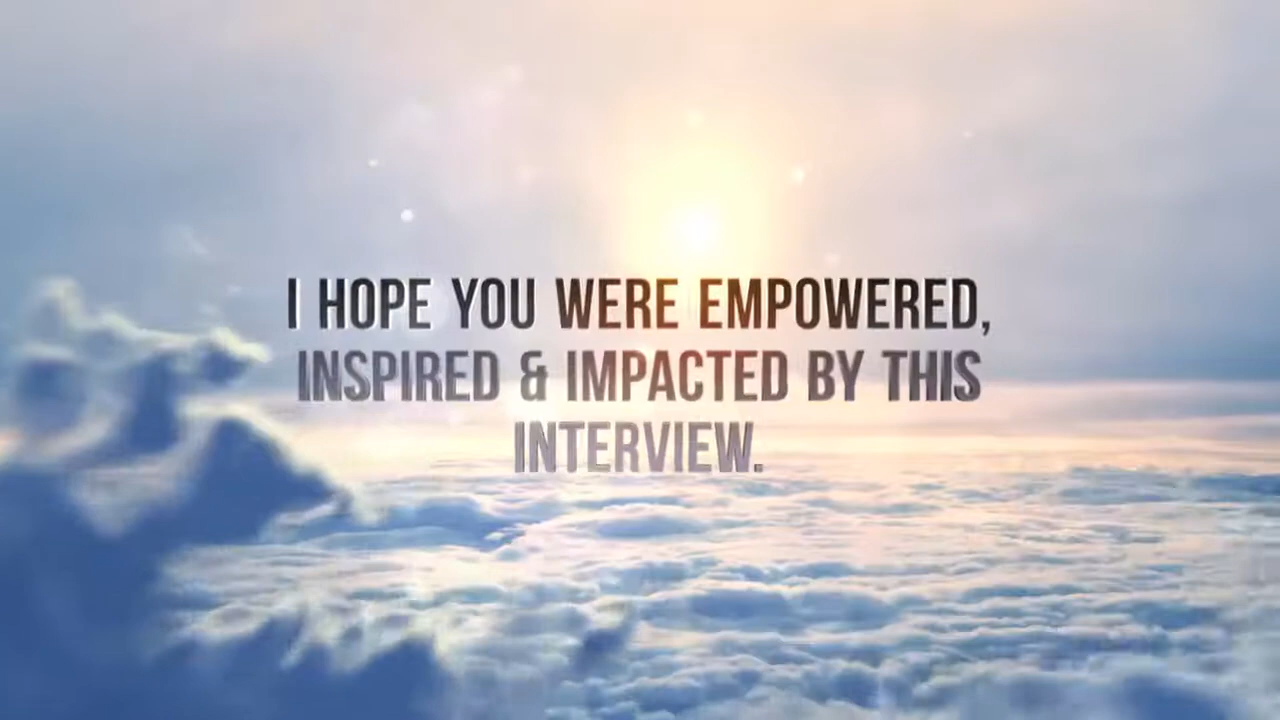 I HOPE YOU WERE EMPOWERED,
INSPIRED & IMPACTED BY THIS
INTERVIEW.